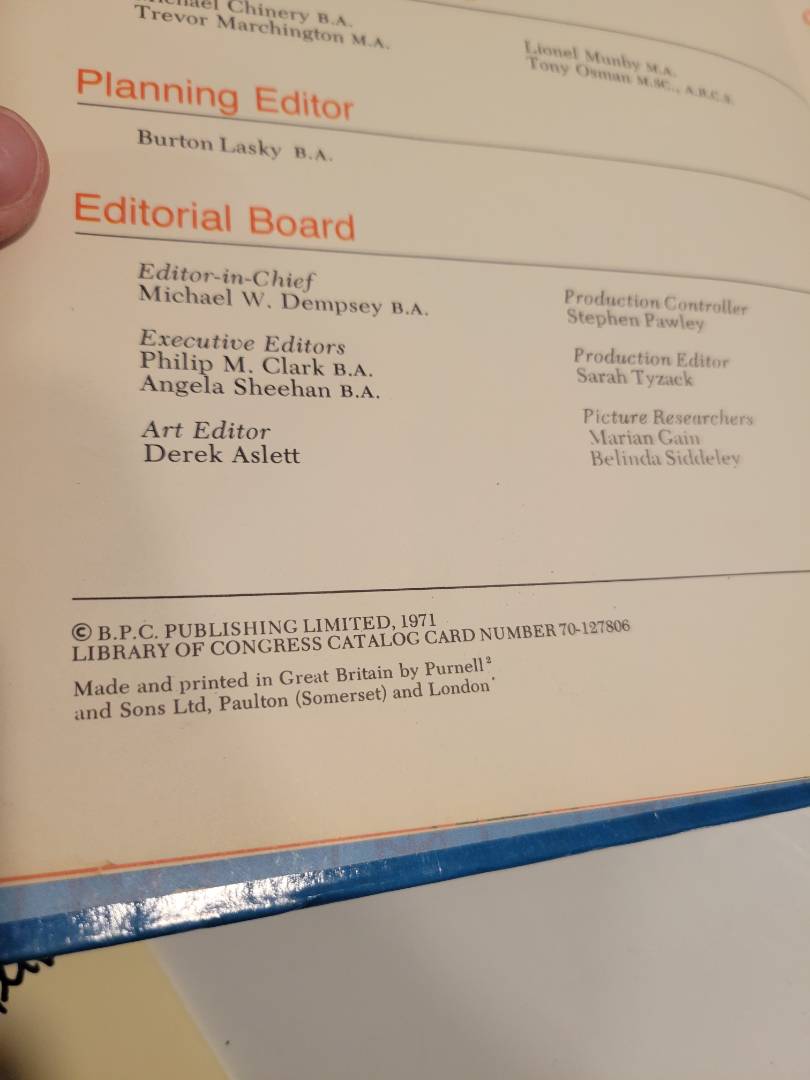 Chinery B.A.
Trevor Marchington M.A.
Lionel Munby M.A.
Tony Osman M.SC., A.R.C.S.
Planning Editor
Burton Lasky B.A.
Editorial Board
Editor-in-Chief
Michael W. Dempsey B.A.
Executive Editors
Philip M. Clark B.A.
Angela Sheehan B.A.
Art Editor
Derek Aslett
Production Controller
Stephen Pawley
Production Editor
Sarah Tyzack
Picture Researchers
Marian Gain
Belinda Siddeley
© B.P.C. PUBLISHING LIMITED, 1971
LIBRARY OF CONGRESS CATALOG CARD NUMBER 70-127806
Made and printed in Great Britain by Purnell²
and Sons Ltd, Paulton (Somerset) and London